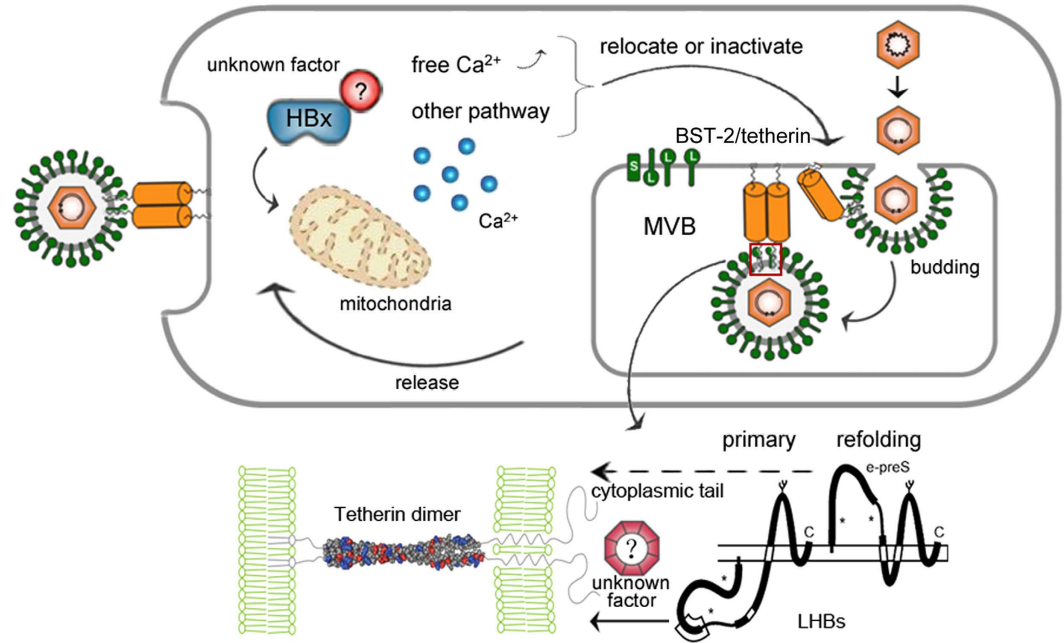 unknown factor
?
HBx
free Ca²⁺
other pathway
relocate or inactivate
Ca²⁺
mitochondria
release
BST-2/tetherin
S
L
L
L
MVB
budding
primary
refolding
e-preS
cytoplasmic tail
Tetherin dimer
?
unknown
factor
C
C
*
*
*
*
LHBs